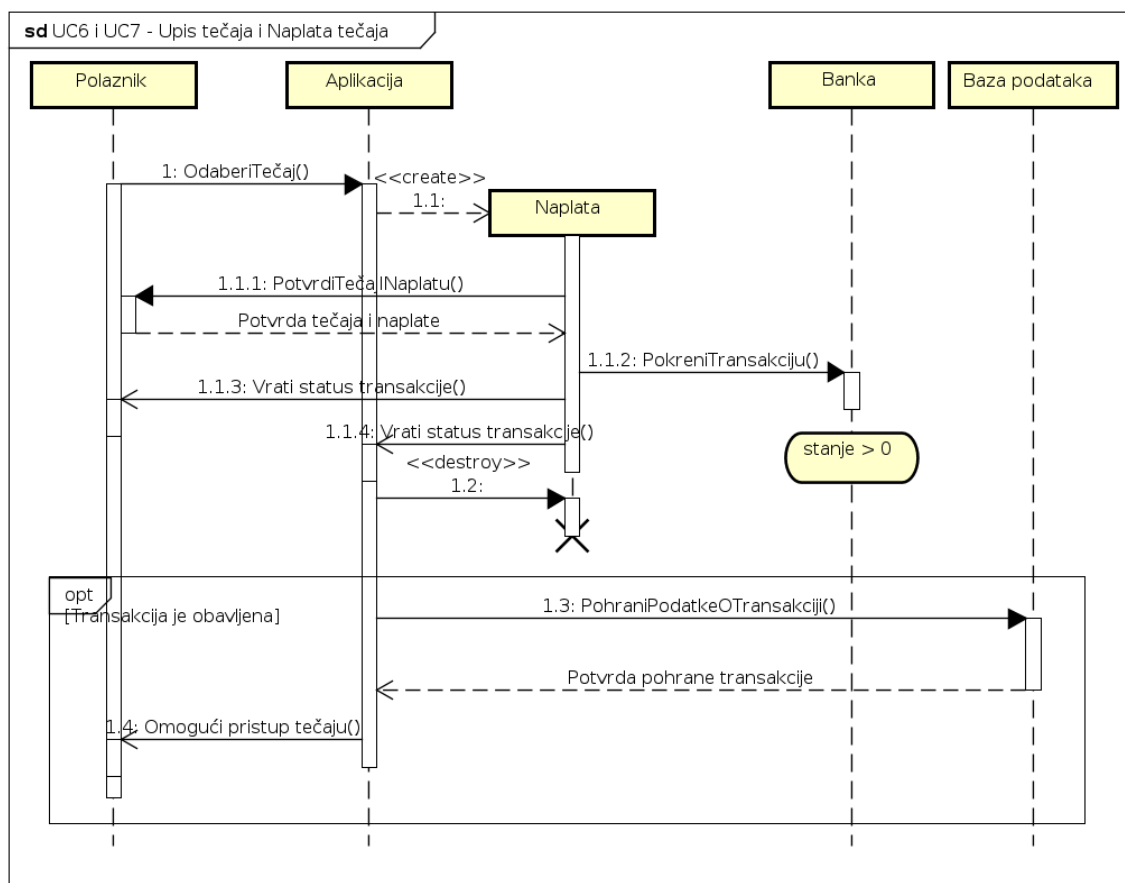 sd UC6 i UC7 - Upis tečaja i Naplata tečaja
Polaznik
Aplikacija
Banka
Baza podataka
1: OdaberiTečaj()
<<create>>
1.1:
Naplata
1.1.1: PotvrdiTečajINaplatu()
Potvrda tečaja i naplate
1.1.2: PokreniTransakciju()
1.1.3: Vrati status transakcije()
1.1.4: Vrati status transakcije()
stanje > 0
<<destroy>>
1.2:
opt
[Transakcija je obavljena]
1.3: PohraniPodatkeOTransakciji()
Potvrda pohrane transakcije
1.4: Omogući pristup tečaju()